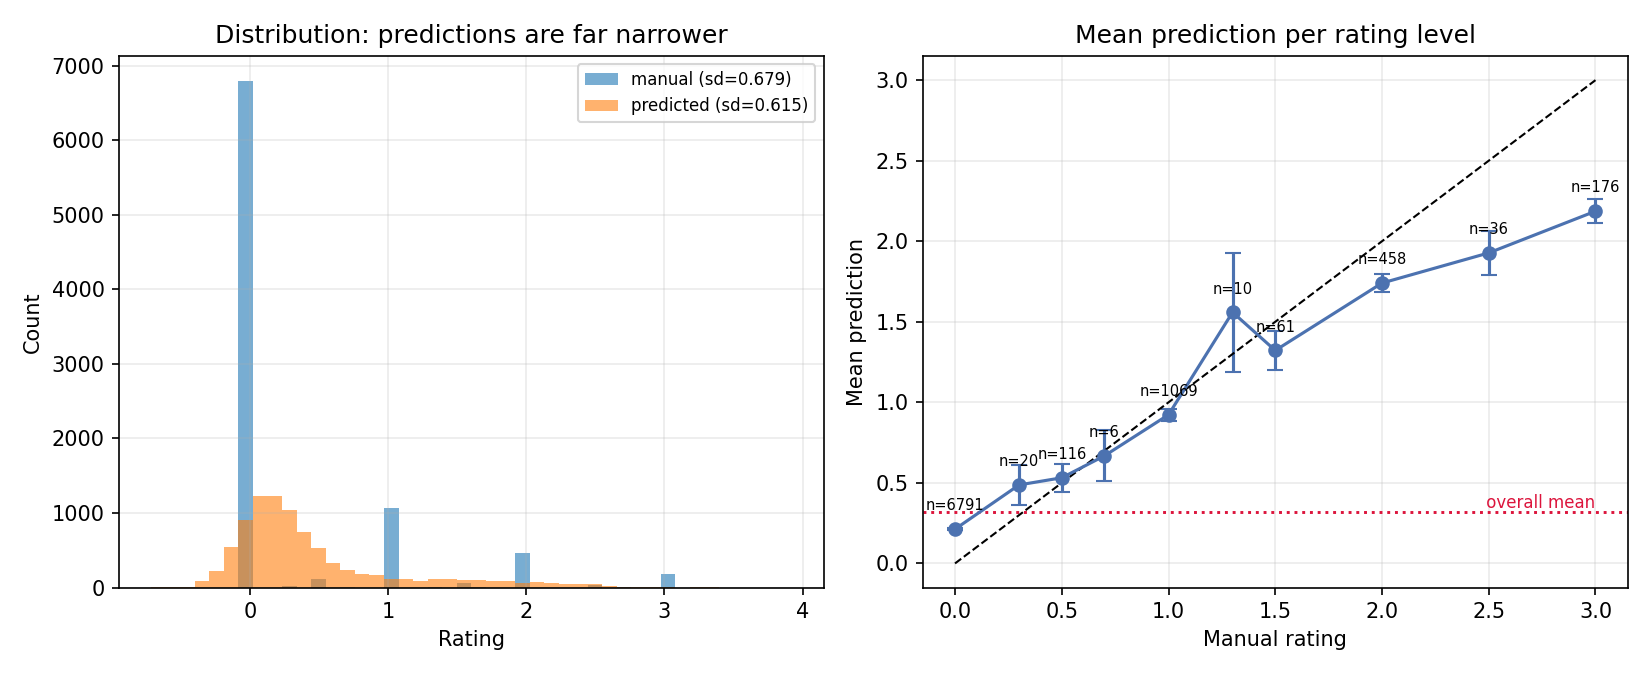 Distribution: predictions are far narrower
7000
6000
5000
4000
3000
2000
1000
0
Count
manual (sd=0.679)
predicted (sd=0.615)
0 1 2 3 4
Rating
Mean prediction per rating level
3.0
2.5
2.0
1.5
1.0
0.5
0.0
Mean prediction
n=6791
n=20
n=116
n=6
n=1069
n=10
n=61
n=458
n=36
n=176
overall mean
0.0 0.5 1.0 1.5 2.0 2.5 3.0
Manual rating